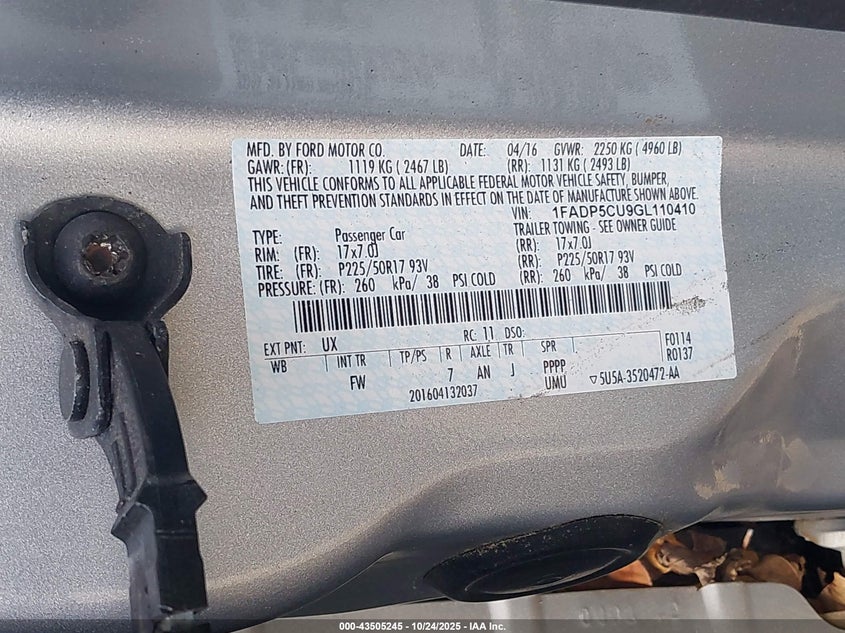 MFD. BY FORD MOTOR CO. DATE: 04/16 GVWR: 2250 KG ( 4960 LB)
GAWR: (FR): 1119 KG ( 2467 LB) (RR): 1131 KG ( 2493 LB)
THIS VEHICLE CONFORMS TO ALL APPLICABLE FEDERAL MOTOR VEHICLE SAFETY, BUMPER,
AND THEFT PREVENTION STANDARDS IN EFFECT ON THE DATE OF MANUFACTURE SHOWN ABOVE.
VIN: 1FADP5CU9GL110410
TYPE: Passenger Car TRAILER TOWING - SEE OWNER GUIDE
RIM: (FR): 17x7.0J (RR): 17x7.0J
TIRE: (FR): P225/50R17 93V (RR): P225/50R17 93V
PRESSURE: (FR): 260 kPa/ 38 PSI COLD (RR): 260 kPa/ 38 PSI COLD
EXT PNT: UX RC: 11 DSO: F0114
WB INT TR TP/PS R AXLE TR SPR R0137
FW 7 AN J PPPP
UMU ▽5U5A-3520472-AA
201604132037
000-43505245 - 10/24/2025 - IAA Inc.